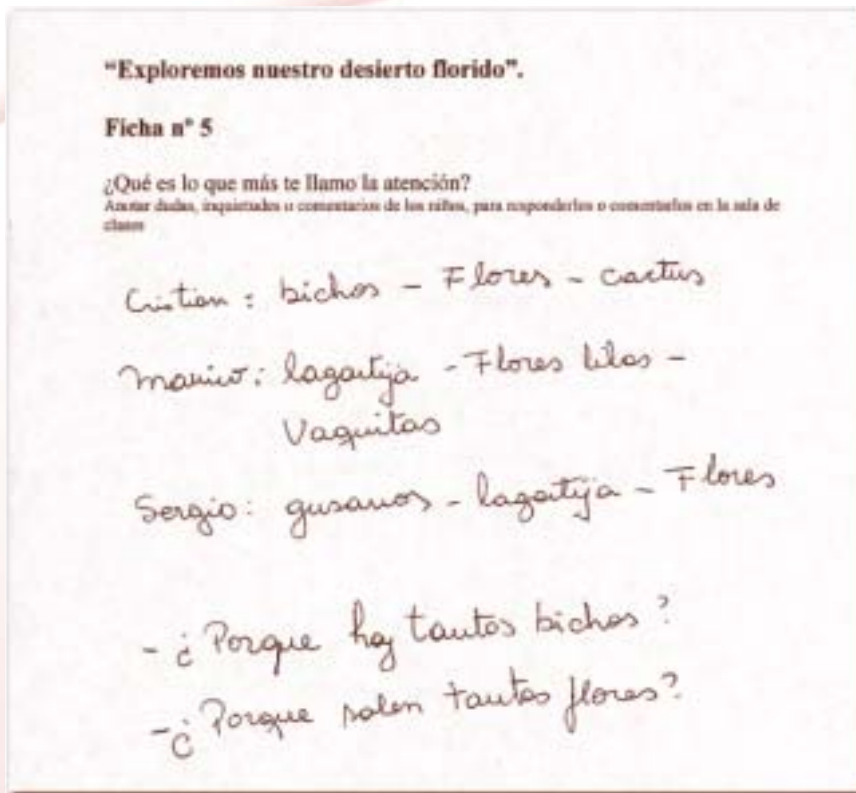 “Exploremos nuestro desierto florido”.
Ficha nº 5
¿Qué es lo que más te llamo la atención?
Anotar dudas, inquietudes o comentarios de los niños, para responderlos o comentarlos en la sala de
clases
Cristian : bichos - Flores - cactus
Mauricio: lagartija - Flores lilas -
Vaquitas
Sergio: gusanos - lagartija - Flores
- ¿Porque hay tantos bichos?
- ¿Porque salen tantas flores?